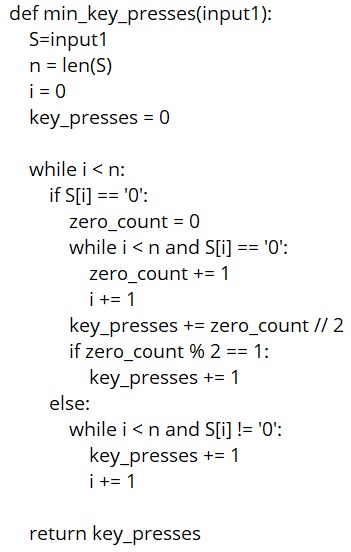 def min_key_presses(input1):
    S=input1
    n = len(S)
    i = 0
    key_presses = 0

    while i < n:
        if S[i] == '0':
            zero_count = 0
            while i < n and S[i] == '0':
                zero_count += 1
                i += 1
            key_presses += zero_count // 2
            if zero_count % 2 == 1:
                key_presses += 1
        else:
            while i < n and S[i] != '0':
                key_presses += 1
                i += 1

    return key_presses